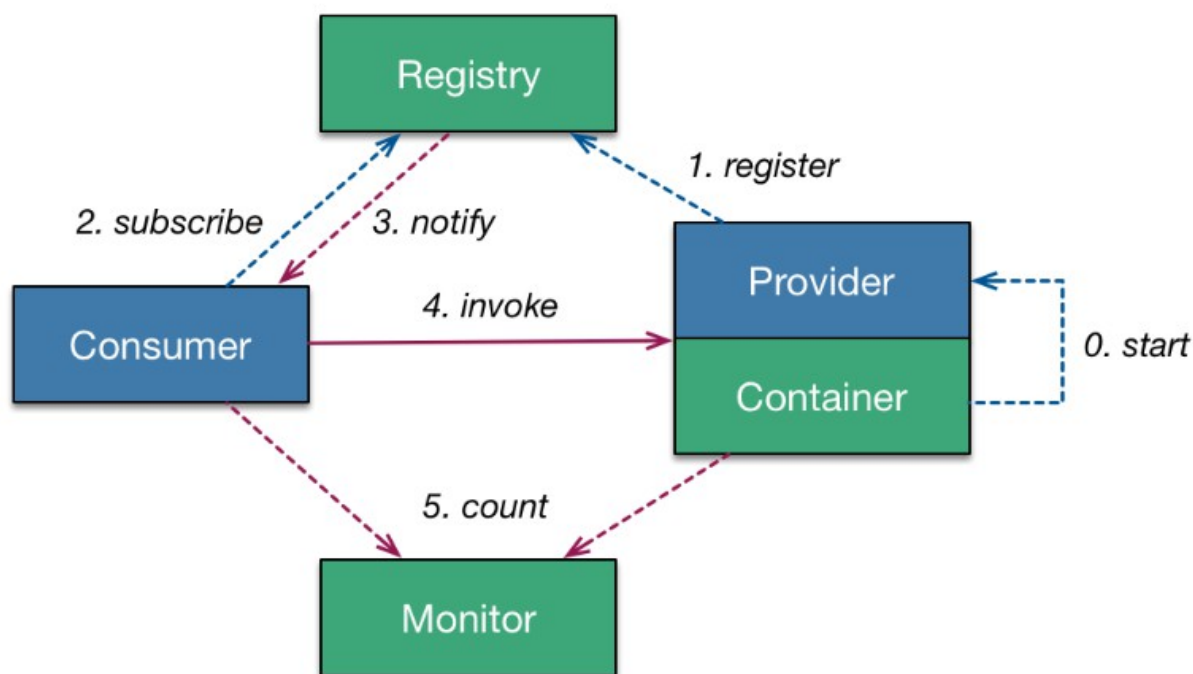 Registry
1. register
2. subscribe
3. notify
Provider
4. invoke
Consumer
0. start
Container
5. count
Monitor